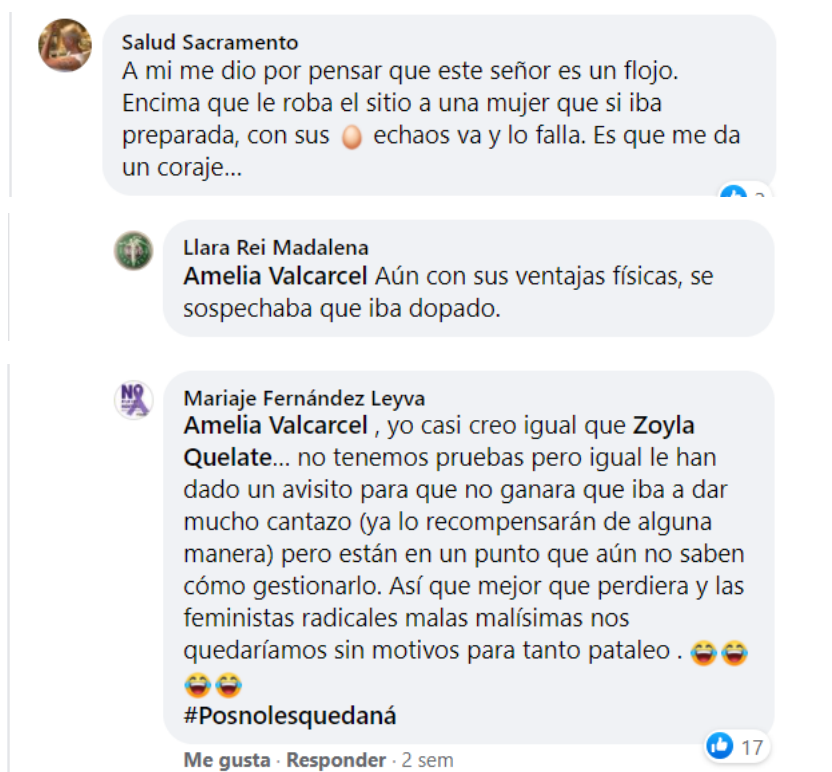 Salud Sacramento
A mi me dio por pensar que este señor es un flojo.
Encima que le roba el sitio a una mujer que si iba
preparada, con sus 🥚 echaos va y lo falla. Es que me da
un coraje...
Llara Rei Madalena
Amelia Valcarcel Aún con sus ventajas físicas, se
sospechaba que iba dopado.
NO
Mariaje Fernández Leyva
Amelia Valcarcel , yo casi creo igual que Zoyla
Quelate... no tenemos pruebas pero igual le han
dado un avisito para que no ganara que iba a dar
mucho cantazo (ya lo recompensarán de alguna
manera) pero están en un punto que aún no saben
cómo gestionarlo. Así que mejor que perdiera y las
feministas radicales malas malísimas nos
quedaríamos sin motivos para tanto pataleo . 😂😂
😂😂
#Posnolesquedaná
17
Me gusta · Responder · 2 sem